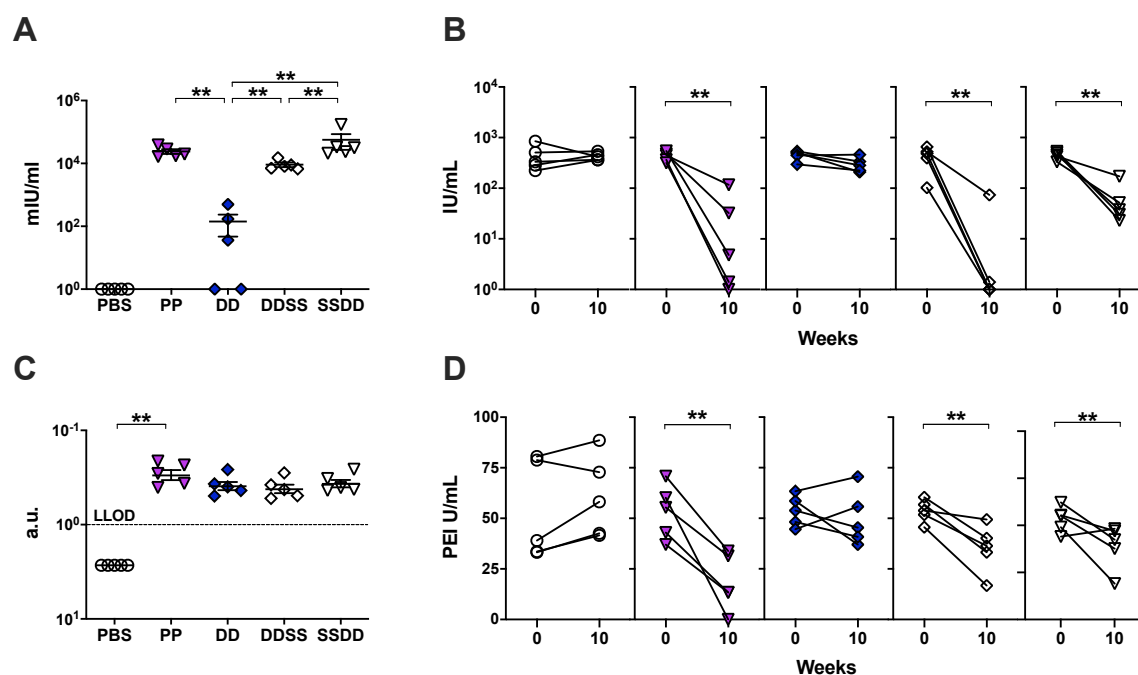 A
B
** 
** ** **
10⁶
10⁴
10²
10⁰
mIU/ml
PBS PP DD DDSS SSDD
** ** **
10⁴
10³
10²
10¹
10⁰
IU/mL
0 10 0 10 0 10 0 10 0 10
Weeks
C
D
**
10⁻¹
10⁰
10¹
a.u.
LLOD
PBS PP DD DDSS SSDD
** ** **
100
75
50
25
0
PEI U/mL
0 10 0 10 0 10 0 10 0 10
Weeks